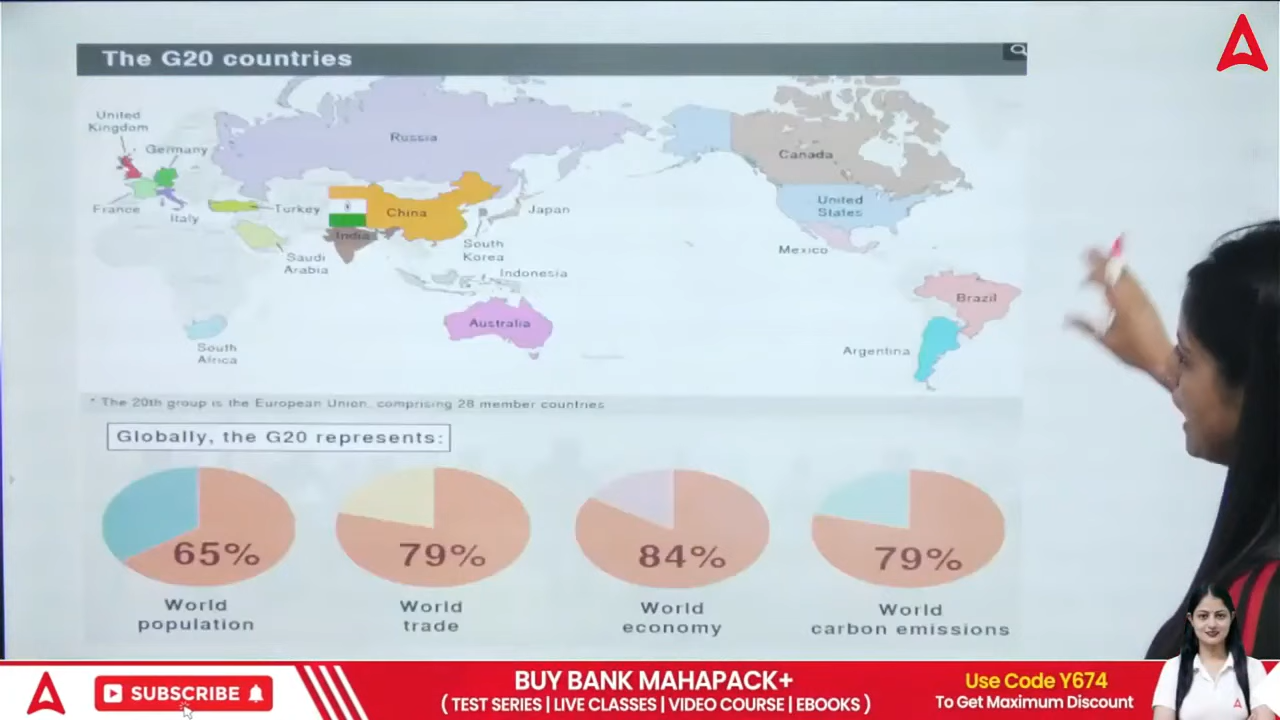 The G20 countries
United
Kingdom
Germany
Russia
France
Italy
Turkey
China
Japan
India
South
Korea
Saudi
Arabia
Indonesia
Australia
South
Africa
Canada
United
States
Mexico
Brazil
Argentina
* The 20th group is the European Union, comprising 28 member countries
Globally, the G20 represents:
65%
79%
84%
79%
World
population
World
trade
World
economy
World
carbon emissions
SUBSCRIBE
BUY BANK MAHAPACK+
( TEST SERIES | LIVE CLASSES | VIDEO COURSE | EBOOKS )
Use Code Y674
To Get Maximum Discount